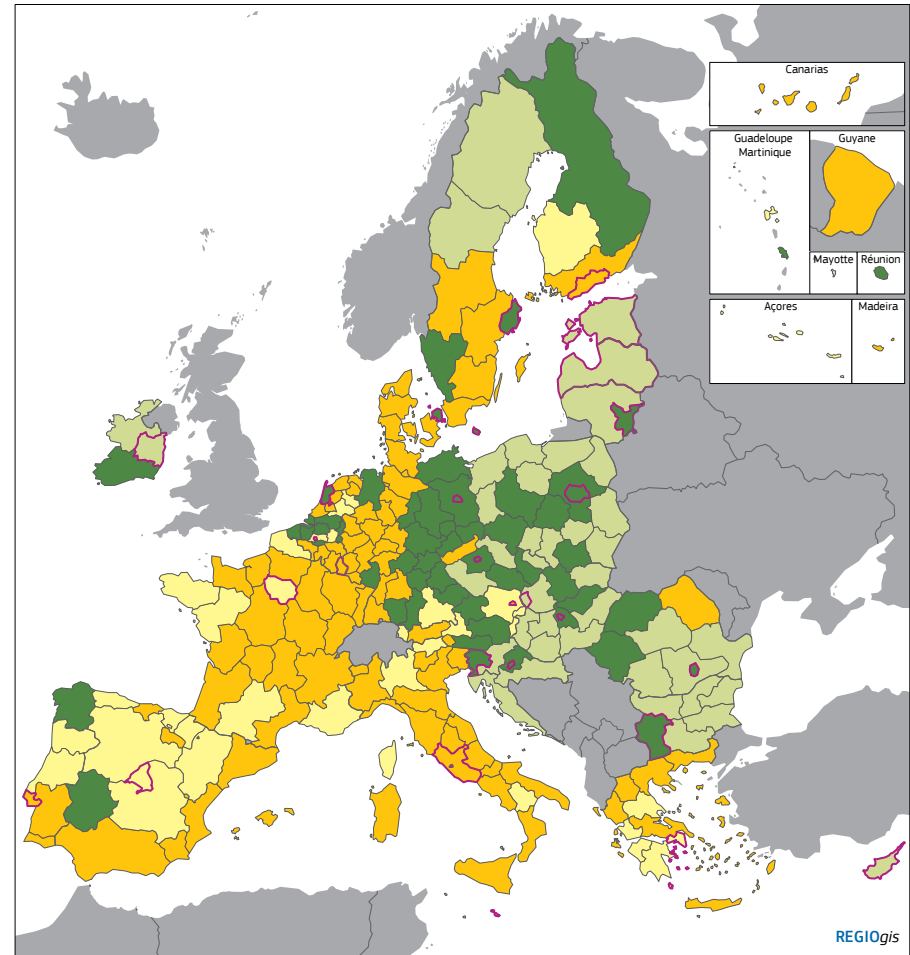 Canarias
Guadeloupe
Martinique
Guyane
Mayotte
Réunion
Açores
Madeira
REGIOgis